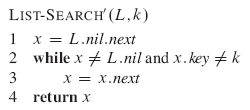 LIST-SEARCH′(L, k)
1 x = L.nil.next
2 while x ≠ L.nil and x.key ≠ k
3 x = x.next
4 return x